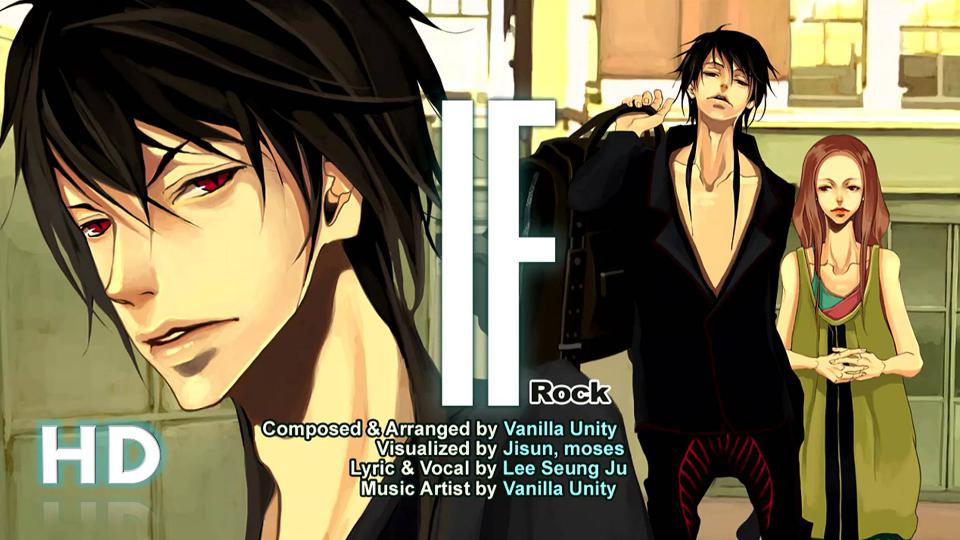 IF
Rock
Composed & Arranged by Vanilla Unity
Visualized by Jisun, moses
Lyric & Vocal by Lee Seung Ju
Music Artist by Vanilla Unity
HD